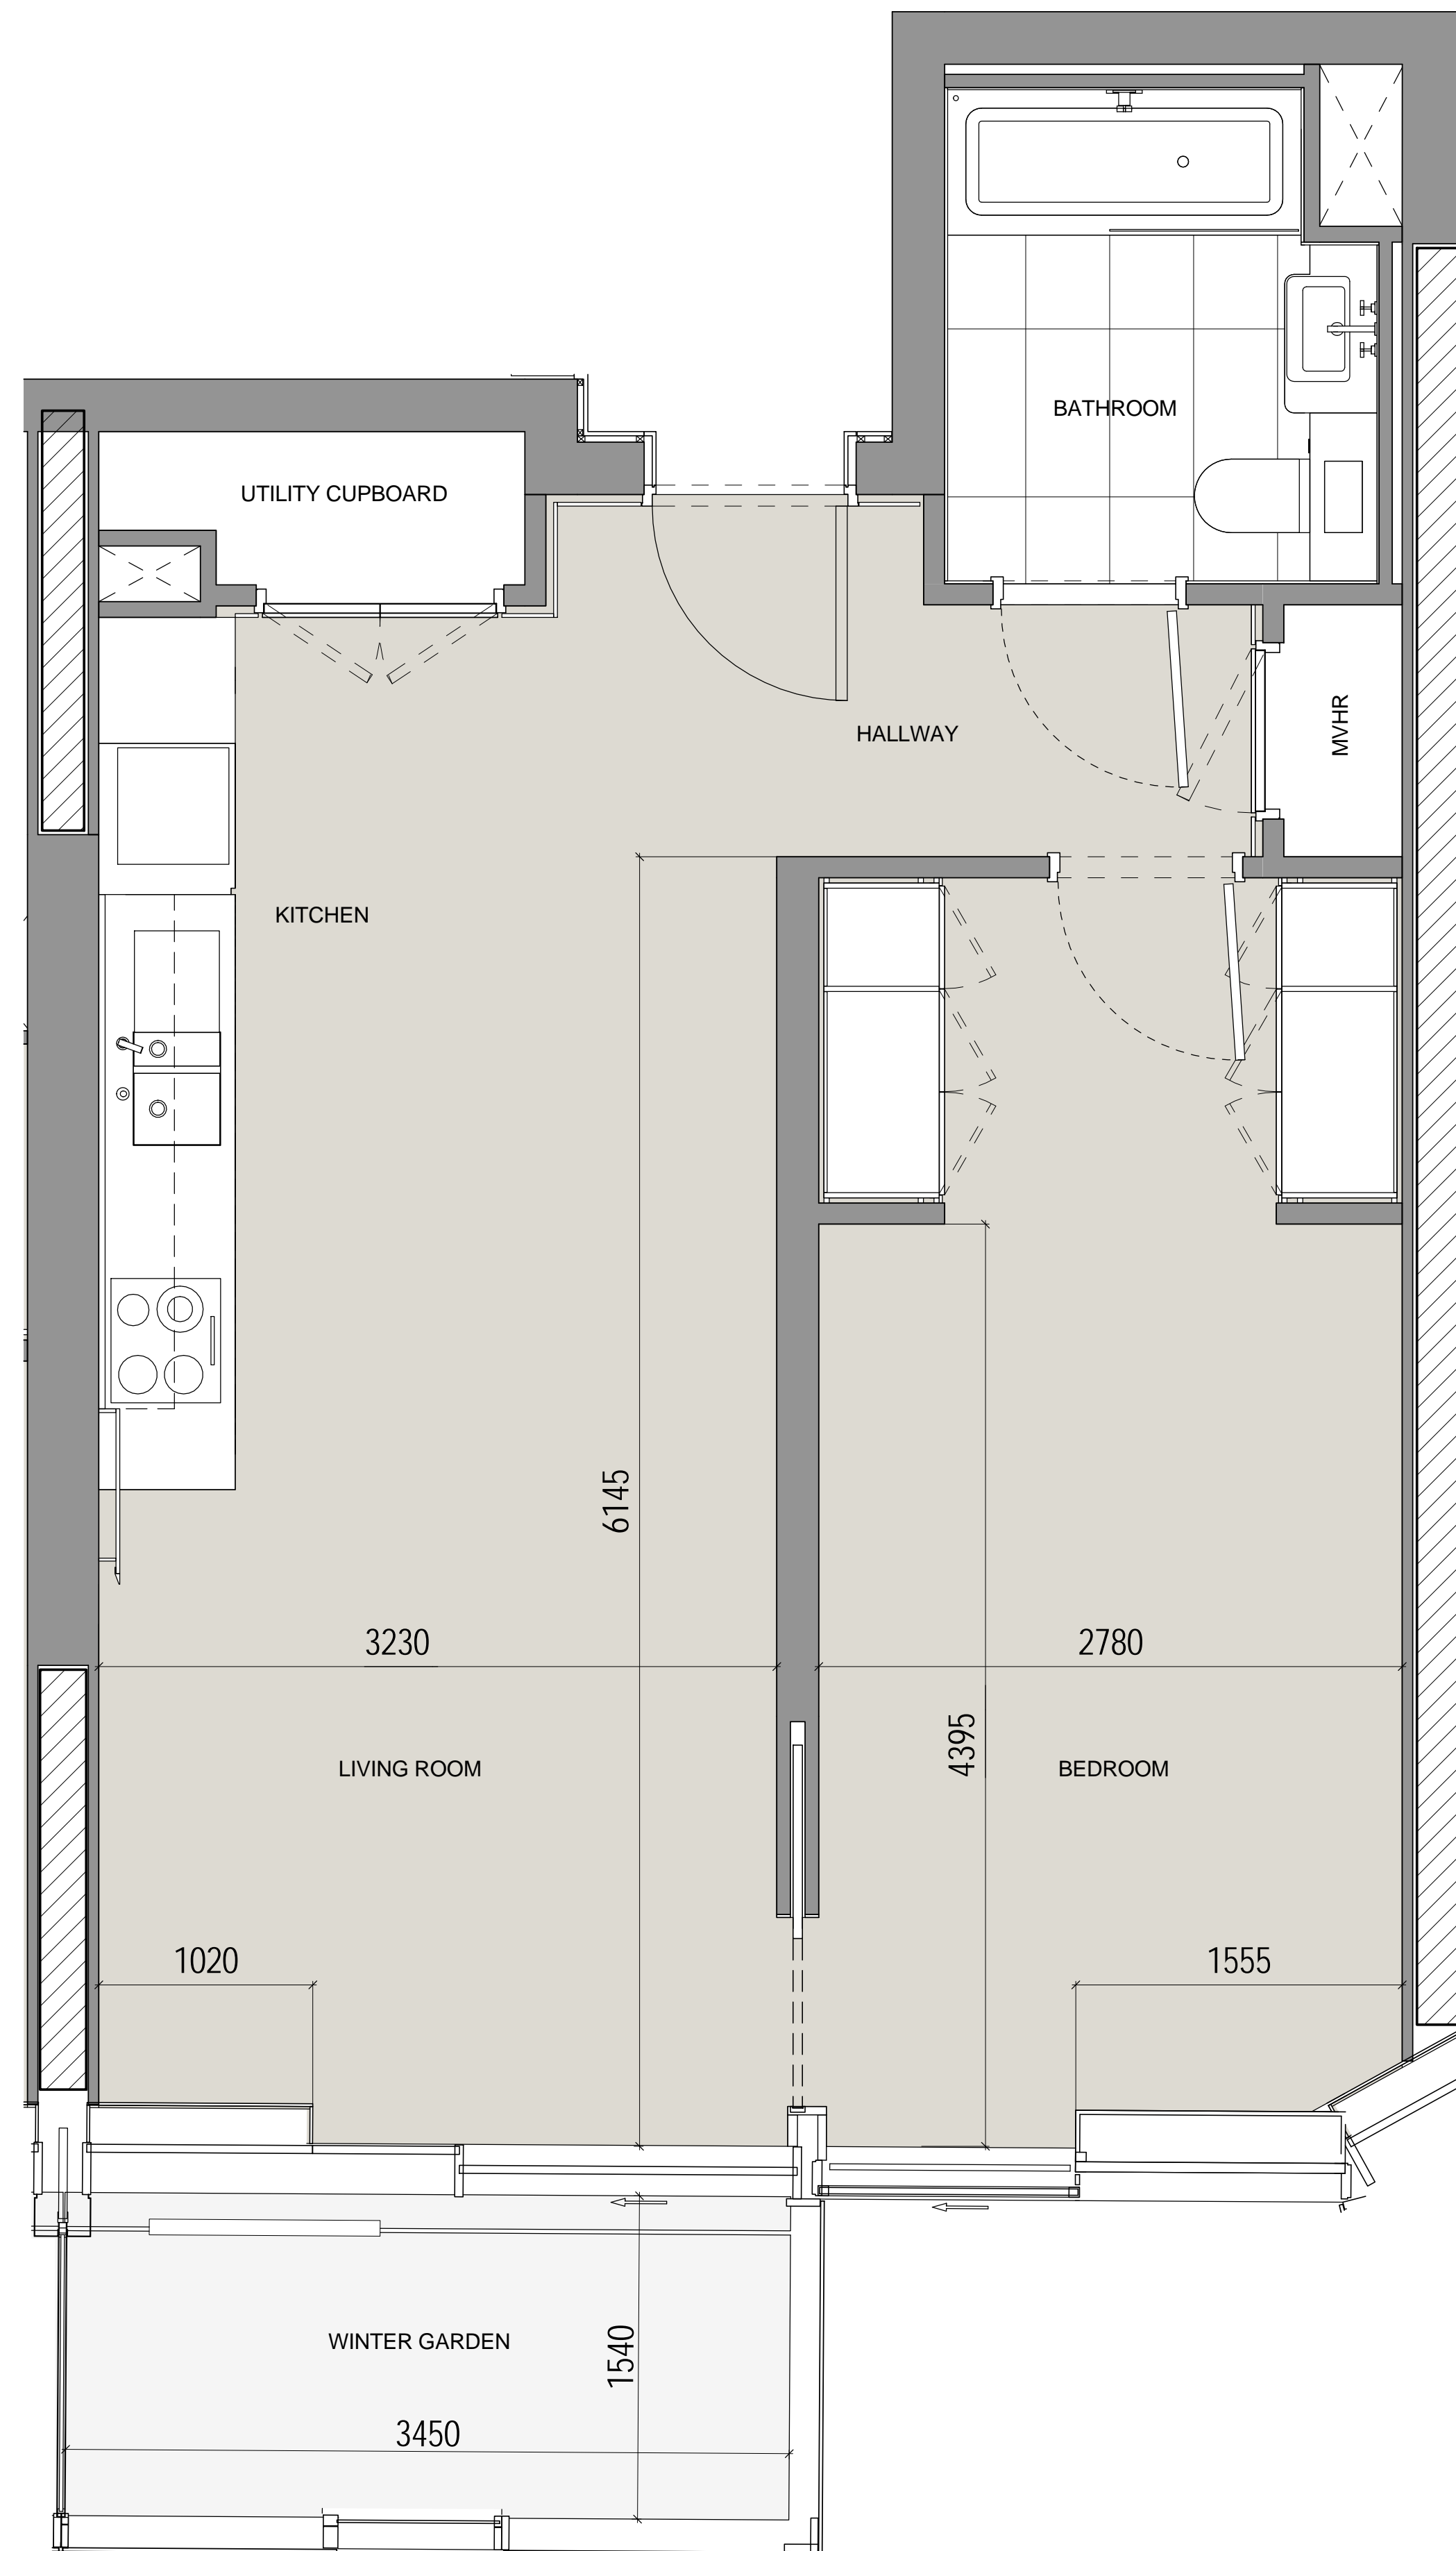 BATHROOM
UTILITY CUPBOARD
HALLWAY
MVHR
KITCHEN
6145
3230
2780
4395
LIVING ROOM
BEDROOM
1020
1555
WINTER GARDEN
1540
3450